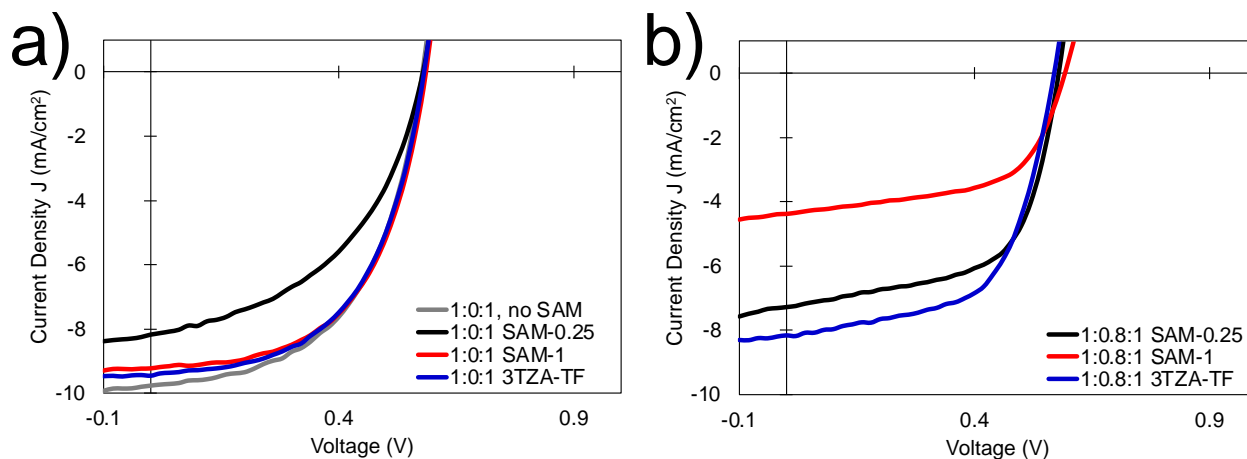 a)
Current Density J (mA/cm²)
0
-2
-4
-6
-8
-10
-0.1
0.4
0.9
Voltage (V)
1:0:1, no SAM
1:0:1 SAM-0.25
1:0:1 SAM-1
1:0:1 3TZA-TF
b)
Current Density J (mA/cm²)
0
-2
-4
-6
-8
-10
-0.1
0.4
0.9
Voltage (V)
1:0.8:1 SAM-0.25
1:0.8:1 SAM-1
1:0.8:1 3TZA-TF